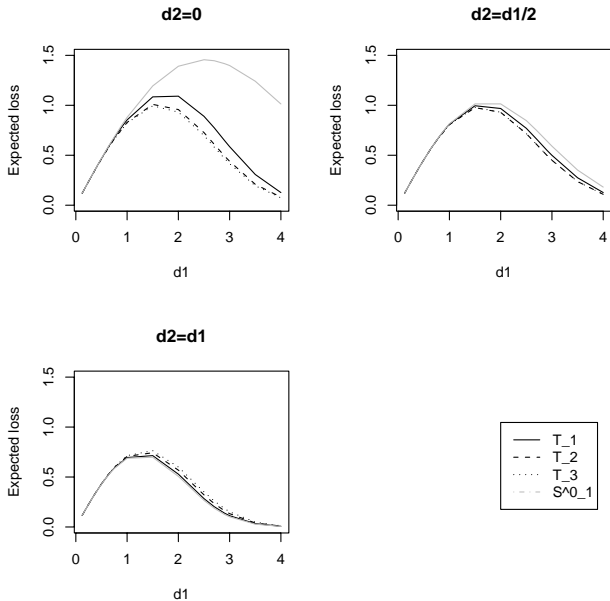 d2=0
Expected loss
0.0 0.5 1.0 1.5
0 1 2 3 4
d1
d2=d1/2
Expected loss
0.0 0.5 1.0 1.5
0 1 2 3 4
d1
d2=d1
Expected loss
0.0 0.5 1.0 1.5
0 1 2 3 4
d1
T_1
T_2
T_3
S^0_1